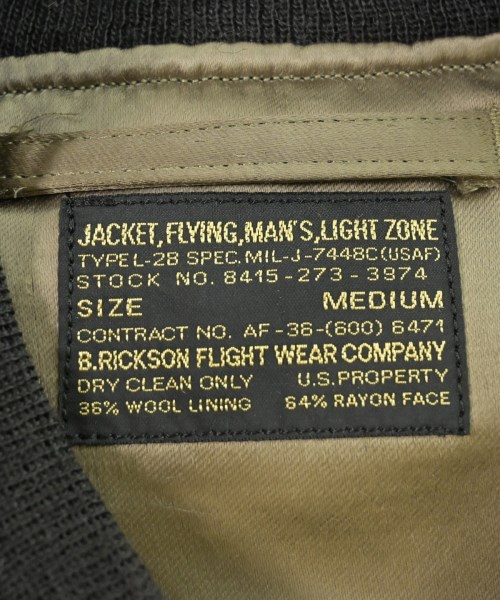 JACKET,FLYING,MAN'S,LIGHT ZONE
TYPE L-2B SPEC.MIL-J-7448C(USAF)
STOCK NO. 8415-273-3974
SIZE MEDIUM
CONTRACT NO. AF-36-(600) 6471
B.RICKSON FLIGHT WEAR COMPANY
DRY CLEAN ONLY U.S.PROPERTY
36% WOOL LINING 64% RAYON FACE